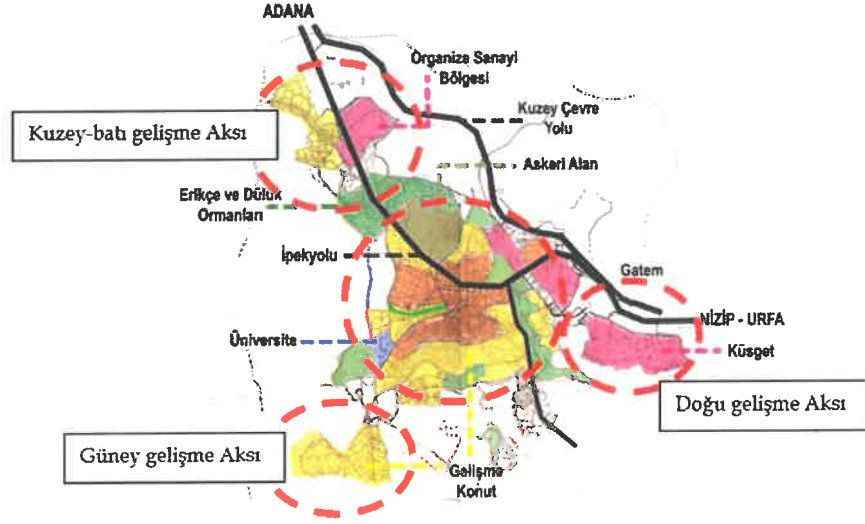 ADANA
Organize Sanayi
Bölgesi
Kuzey-batı gelişme Aksı
Kuzey Çevre
Yolu
Askeri Alan
Erikçe ve Dülük
Ormanları
İpekyolu
Gatem
NİZİP - URFA
Üniversite
Küsget
Doğu gelişme Aksı
Güney gelişme Aksı
Gelişme
Konut